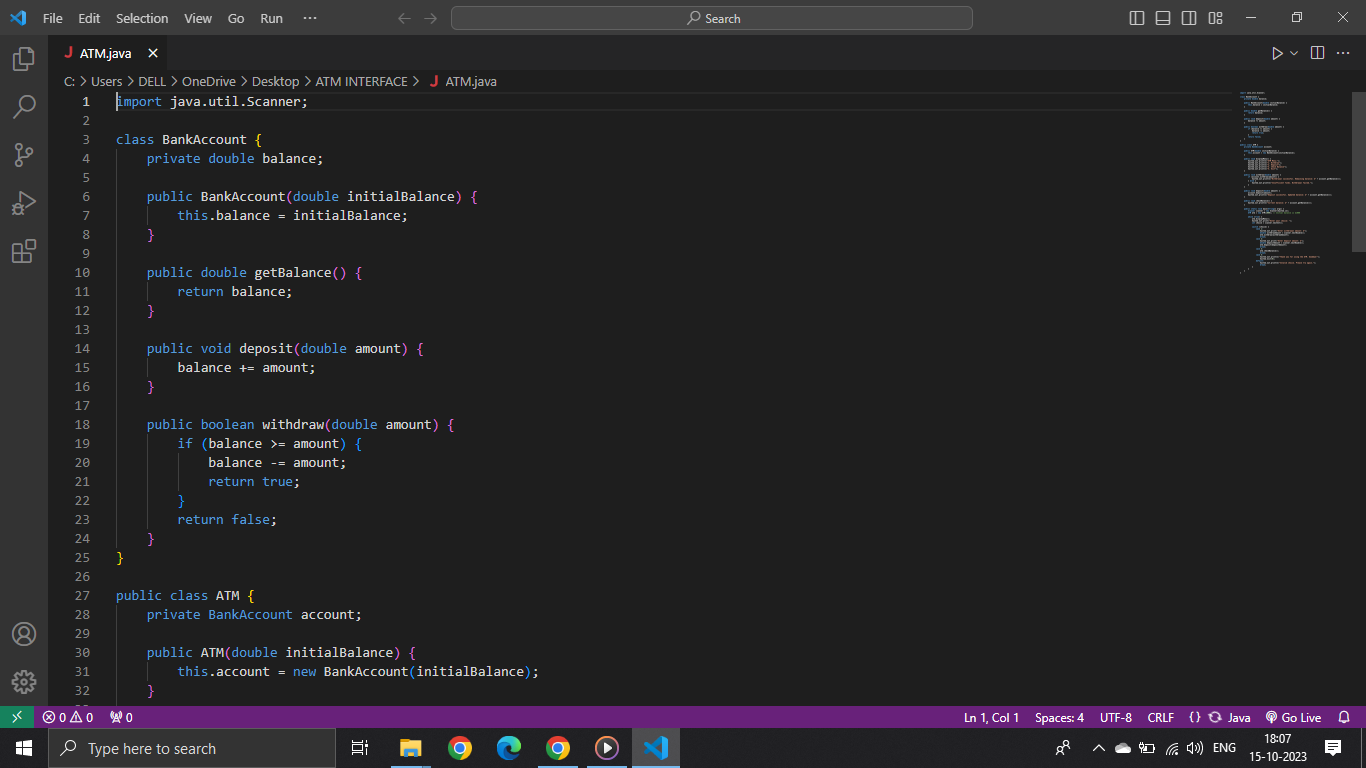 File Edit Selection View Go Run ··· Search
J ATM.java
C: > Users > DELL > OneDrive > Desktop > ATM INTERFACE > J ATM.java
1 import java.util.Scanner;
2
3 class BankAccount {
4 private double balance;
5
6 public BankAccount(double initialBalance) {
7 this.balance = initialBalance;
8 }
9
10 public double getBalance() {
11 return balance;
12 }
13
14 public void deposit(double amount) {
15 balance += amount;
16 }
17
18 public boolean withdraw(double amount) {
19 if (balance >= amount) {
20 balance -= amount;
21 return true;
22 }
23 return false;
24 }
25 }
26
27 public class ATM {
28 private BankAccount account;
29
30 public ATM(double initialBalance) {
31 this.account = new BankAccount(initialBalance);
32 }
0 0 0 Ln 1, Col 1 Spaces: 4 UTF-8 CRLF {} Java Go Live
Type here to search ENG 18:07
15-10-2023